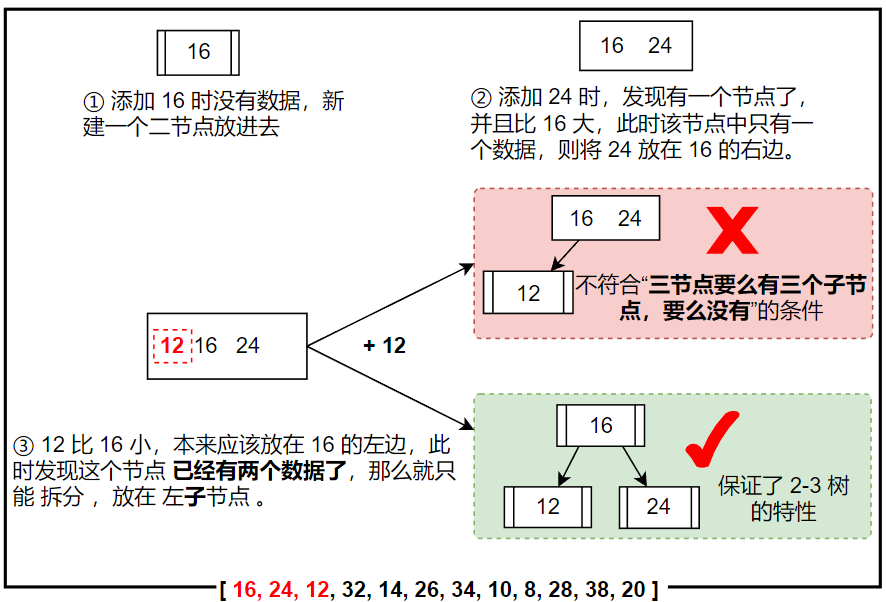 16
16 24
① 添加 16 时没有数据，新
建一个二节点放进去
② 添加 24 时，发现有一个节点了，
并且比 16 大，此时该节点中只有一
个数据，则将 24 放在 16 的右边。
16 24
12
不符合“三节点要么有三个子节
点，要么没有”的条件
12 16 24
+ 12
③ 12 比 16 小，本来应该放在 16 的左边，此
时发现这个节点 已经有两个数据了，那么就只
能 拆分 ，放在 左子节点 。
16
12
24
保证了 2-3 树
的特性
[ 16, 24, 12, 32, 14, 26, 34, 10, 8, 28, 38, 20 ]